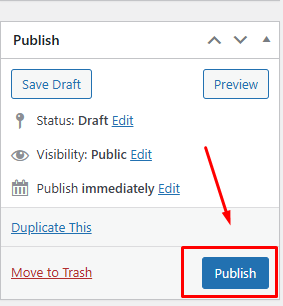 Publish
Save Draft Preview
Status: Draft Edit
Visibility: Public Edit
Publish immediately Edit
Duplicate This
Move to Trash Publish